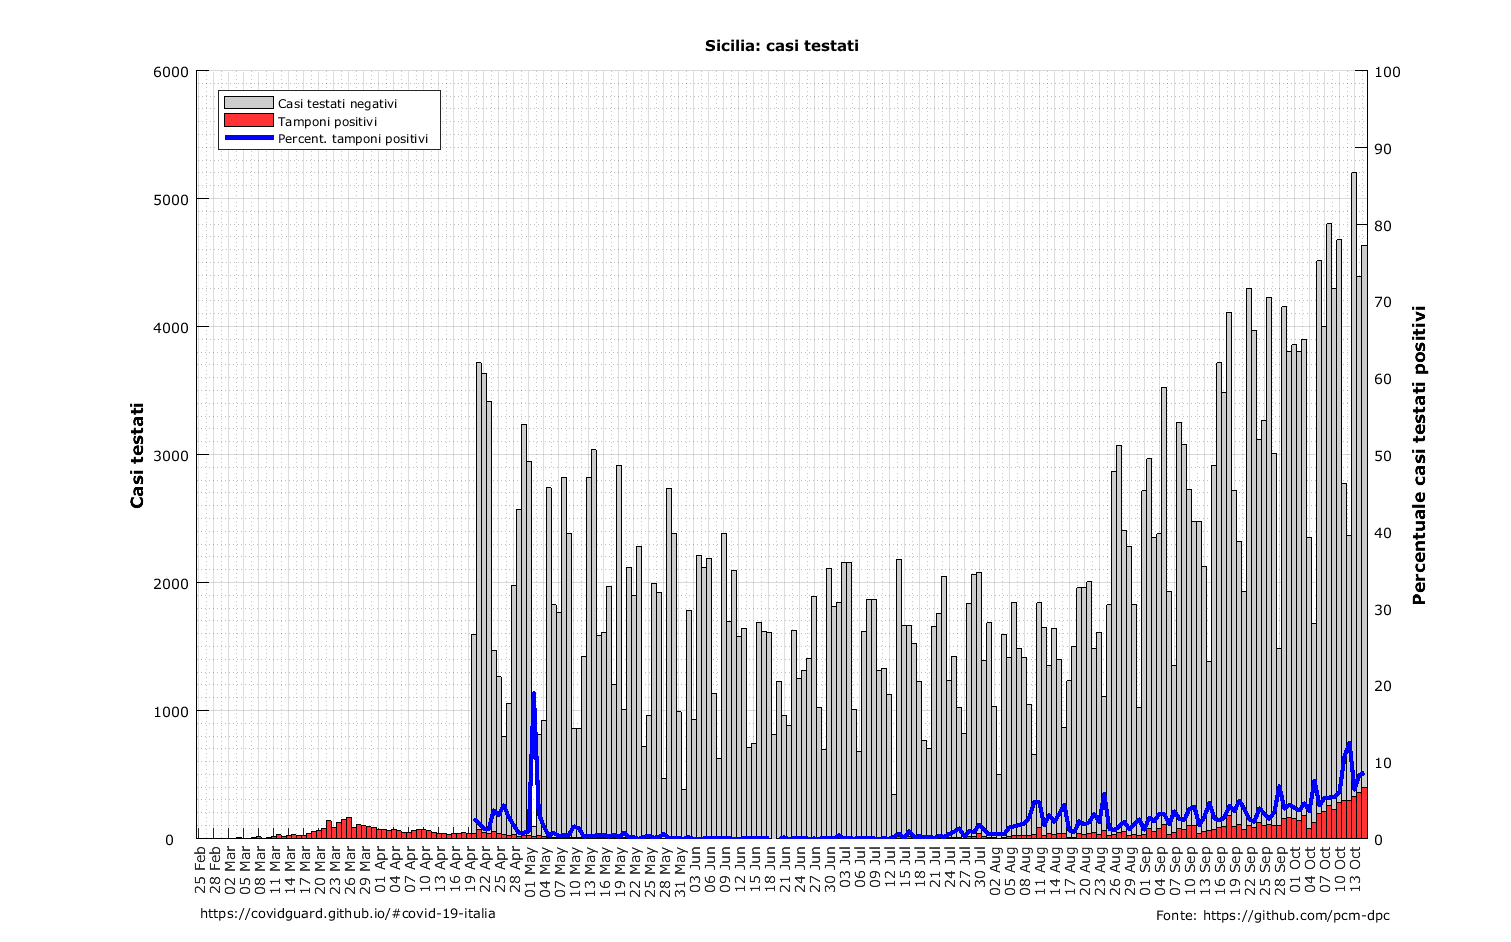 Sicilia: casi testati
6000
5000
4000
3000
2000
1000
0
Casi testati
Casi testati negativi
Tamponi positivi
Percent. tamponi positivi
100
90
80
70
60
50
40
30
20
10
0
Percentuale casi testati positivi
25 Feb
28 Feb
02 Mar
05 Mar
08 Mar
11 Mar
14 Mar
17 Mar
20 Mar
23 Mar
26 Mar
29 Mar
01 Apr
04 Apr
07 Apr
10 Apr
13 Apr
16 Apr
19 Apr
22 Apr
25 Apr
28 Apr
01 May
04 May
07 May
10 May
13 May
16 May
19 May
22 May
25 May
28 May
31 May
03 Jun
06 Jun
09 Jun
12 Jun
15 Jun
18 Jun
21 Jun
24 Jun
27 Jun
30 Jun
03 Jul
06 Jul
09 Jul
12 Jul
15 Jul
18 Jul
21 Jul
24 Jul
27 Jul
30 Jul
02 Aug
05 Aug
08 Aug
11 Aug
14 Aug
17 Aug
20 Aug
23 Aug
26 Aug
29 Aug
01 Sep
04 Sep
07 Sep
10 Sep
13 Sep
16 Sep
19 Sep
22 Sep
25 Sep
28 Sep
01 Oct
04 Oct
07 Oct
10 Oct
13 Oct
https://covidguard.github.io/#covid-19-italia
Fonte: https://github.com/pcm-dpc